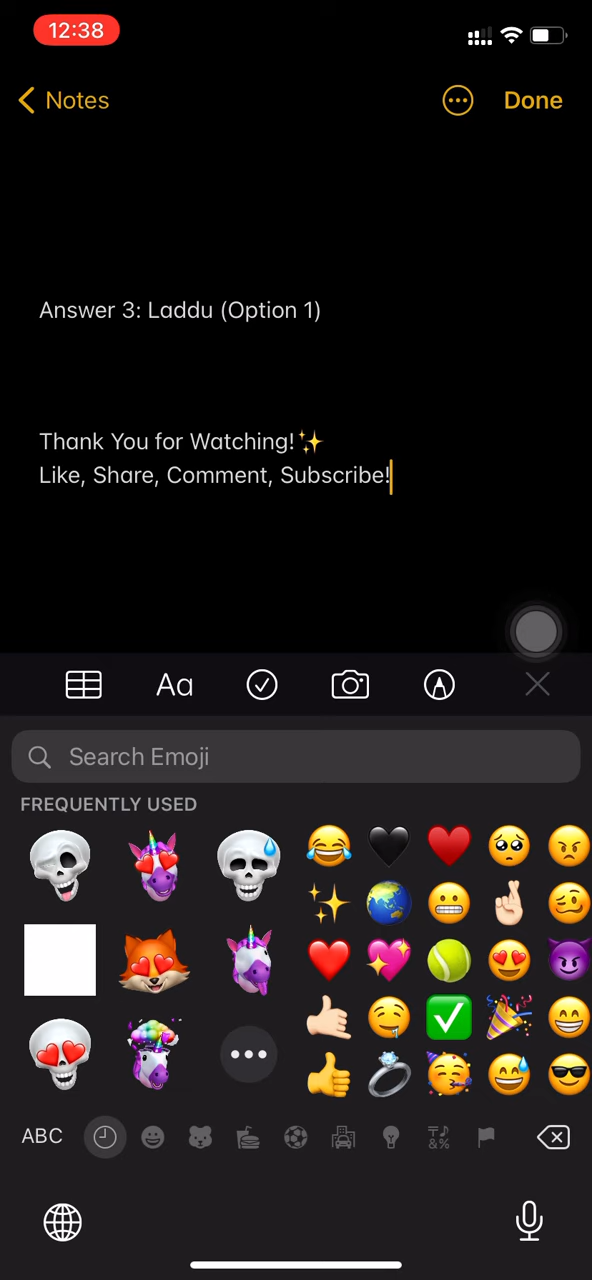 12:38
Notes
Done
Answer 3: Laddu (Option 1)
Thank You for Watching!✨
Like, Share, Comment, Subscribe!
Aa
Search Emoji
FREQUENTLY USED
ABC